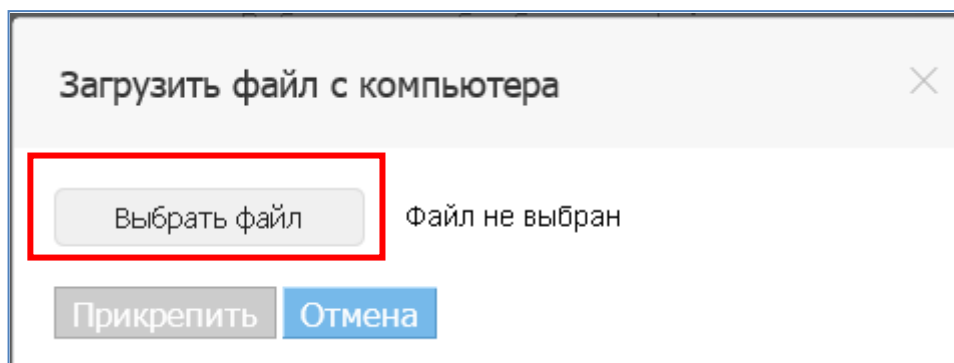 Загрузить файл с компьютера
Выбрать файл Файл не выбран
Прикрепить Отмена